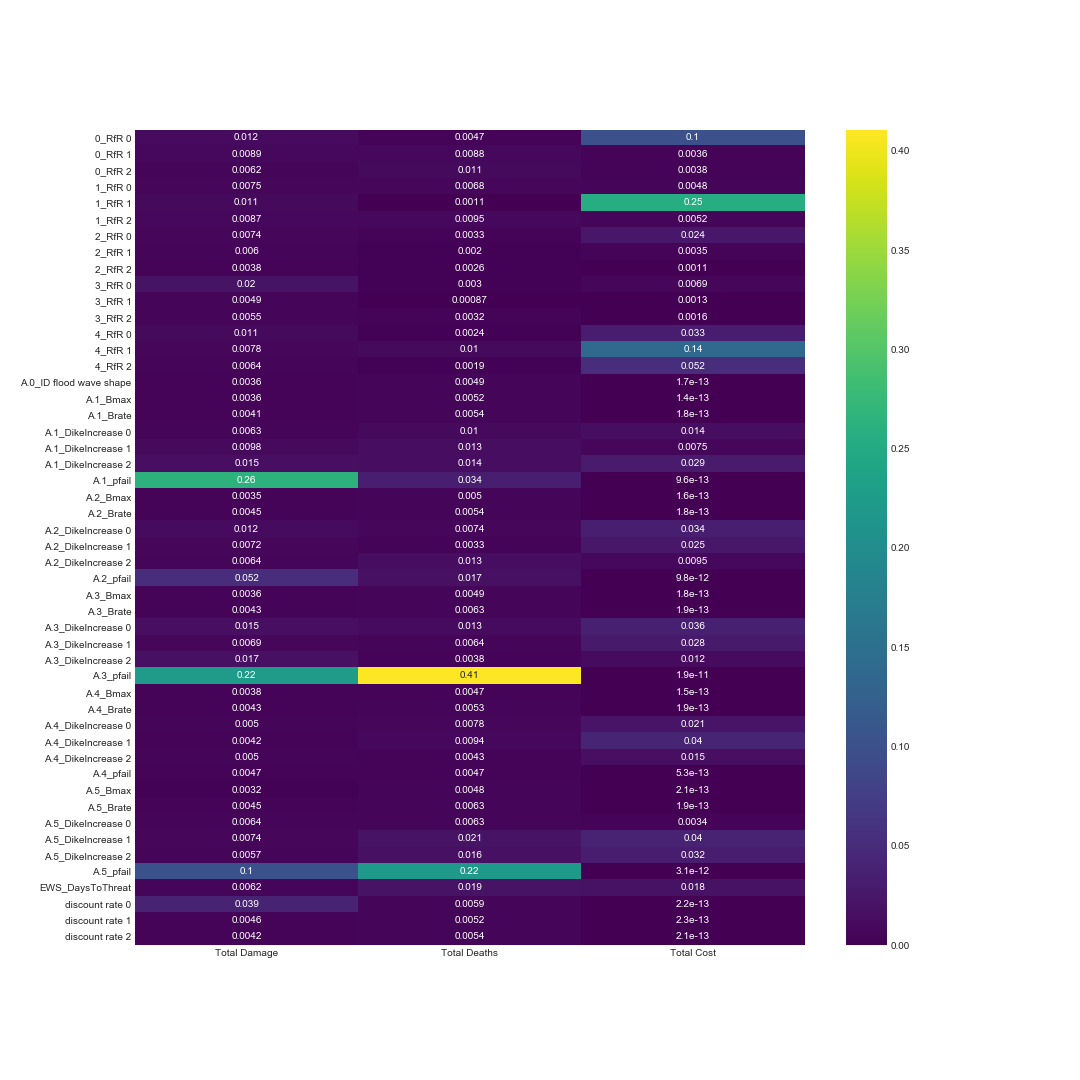 0_RfR 0 0.012 0.0047 0.1
0_RfR 1 0.0089 0.0088 0.0036
0_RfR 2 0.0062 0.011 0.0038
1_RfR 0 0.0075 0.0068 0.0048
1_RfR 1 0.011 0.0011 0.25
1_RfR 2 0.0087 0.0095 0.0052
2_RfR 0 0.0074 0.0033 0.024
2_RfR 1 0.006 0.002 0.0035
2_RfR 2 0.0038 0.0026 0.0011
3_RfR 0 0.02 0.003 0.0069
3_RfR 1 0.0049 0.00087 0.0013
3_RfR 2 0.0055 0.0032 0.0016
4_RfR 0 0.011 0.0024 0.033
4_RfR 1 0.0078 0.01 0.14
4_RfR 2 0.0064 0.0019 0.052
A.0_ID flood wave shape 0.0036 0.0049 1.7e-13
A.1_Bmax 0.0036 0.0052 1.4e-13
A.1_Brate 0.0041 0.0054 1.8e-13
A.1_DikeIncrease 0 0.0063 0.01 0.014
A.1_DikeIncrease 1 0.0098 0.013 0.0075
A.1_DikeIncrease 2 0.015 0.014 0.029
A.1_pfail 0.26 0.034 9.6e-13
A.2_Bmax 0.0035 0.005 1.6e-13
A.2_Brate 0.0045 0.0054 1.8e-13
A.2_DikeIncrease 0 0.012 0.0074 0.034
A.2_DikeIncrease 1 0.0072 0.0033 0.025
A.2_DikeIncrease 2 0.0064 0.013 0.0095
A.2_pfail 0.052 0.017 9.8e-12
A.3_Bmax 0.0036 0.0049 1.8e-13
A.3_Brate 0.0043 0.0063 1.9e-13
A.3_DikeIncrease 0 0.015 0.013 0.036
A.3_DikeIncrease 1 0.0069 0.0064 0.028
A.3_DikeIncrease 2 0.017 0.0038 0.012
A.3_pfail 0.22 0.41 1.9e-11
A.4_Bmax 0.0038 0.0047 1.5e-13
A.4_Brate 0.0043 0.0053 1.9e-13
A.4_DikeIncrease 0 0.005 0.0078 0.021
A.4_DikeIncrease 1 0.0042 0.0094 0.04
A.4_DikeIncrease 2 0.005 0.0043 0.015
A.4_pfail 0.0047 0.0047 5.3e-13
A.5_Bmax 0.0032 0.0048 2.1e-13
A.5_Brate 0.0045 0.0063 1.9e-13
A.5_DikeIncrease 0 0.0064 0.0063 0.0034
A.5_DikeIncrease 1 0.0074 0.021 0.04
A.5_DikeIncrease 2 0.0057 0.016 0.032
A.5_pfail 0.1 0.22 3.1e-12
EWS_DaysToThreat 0.0062 0.019 0.018
discount rate 0 0.039 0.0059 2.2e-13
discount rate 1 0.0046 0.0052 2.3e-13
discount rate 2 0.0042 0.0054 2.1e-13
Total Damage Total Deaths Total Cost
0.40
0.35
0.30
0.25
0.20
0.15
0.10
0.05
0.00